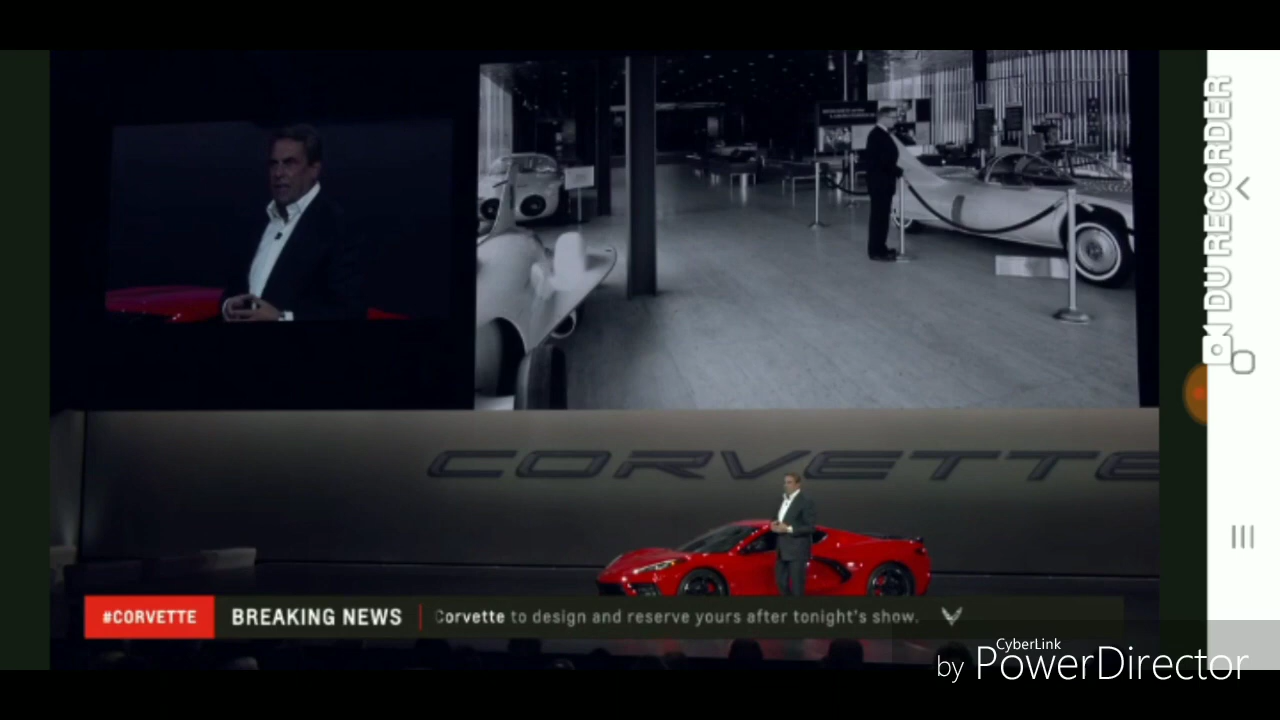 DU RECORDER
CORVETTE
#CORVETTE
BREAKING NEWS
Corvette to design and reserve yours after tonight's show.
CyberLink
by PowerDirector